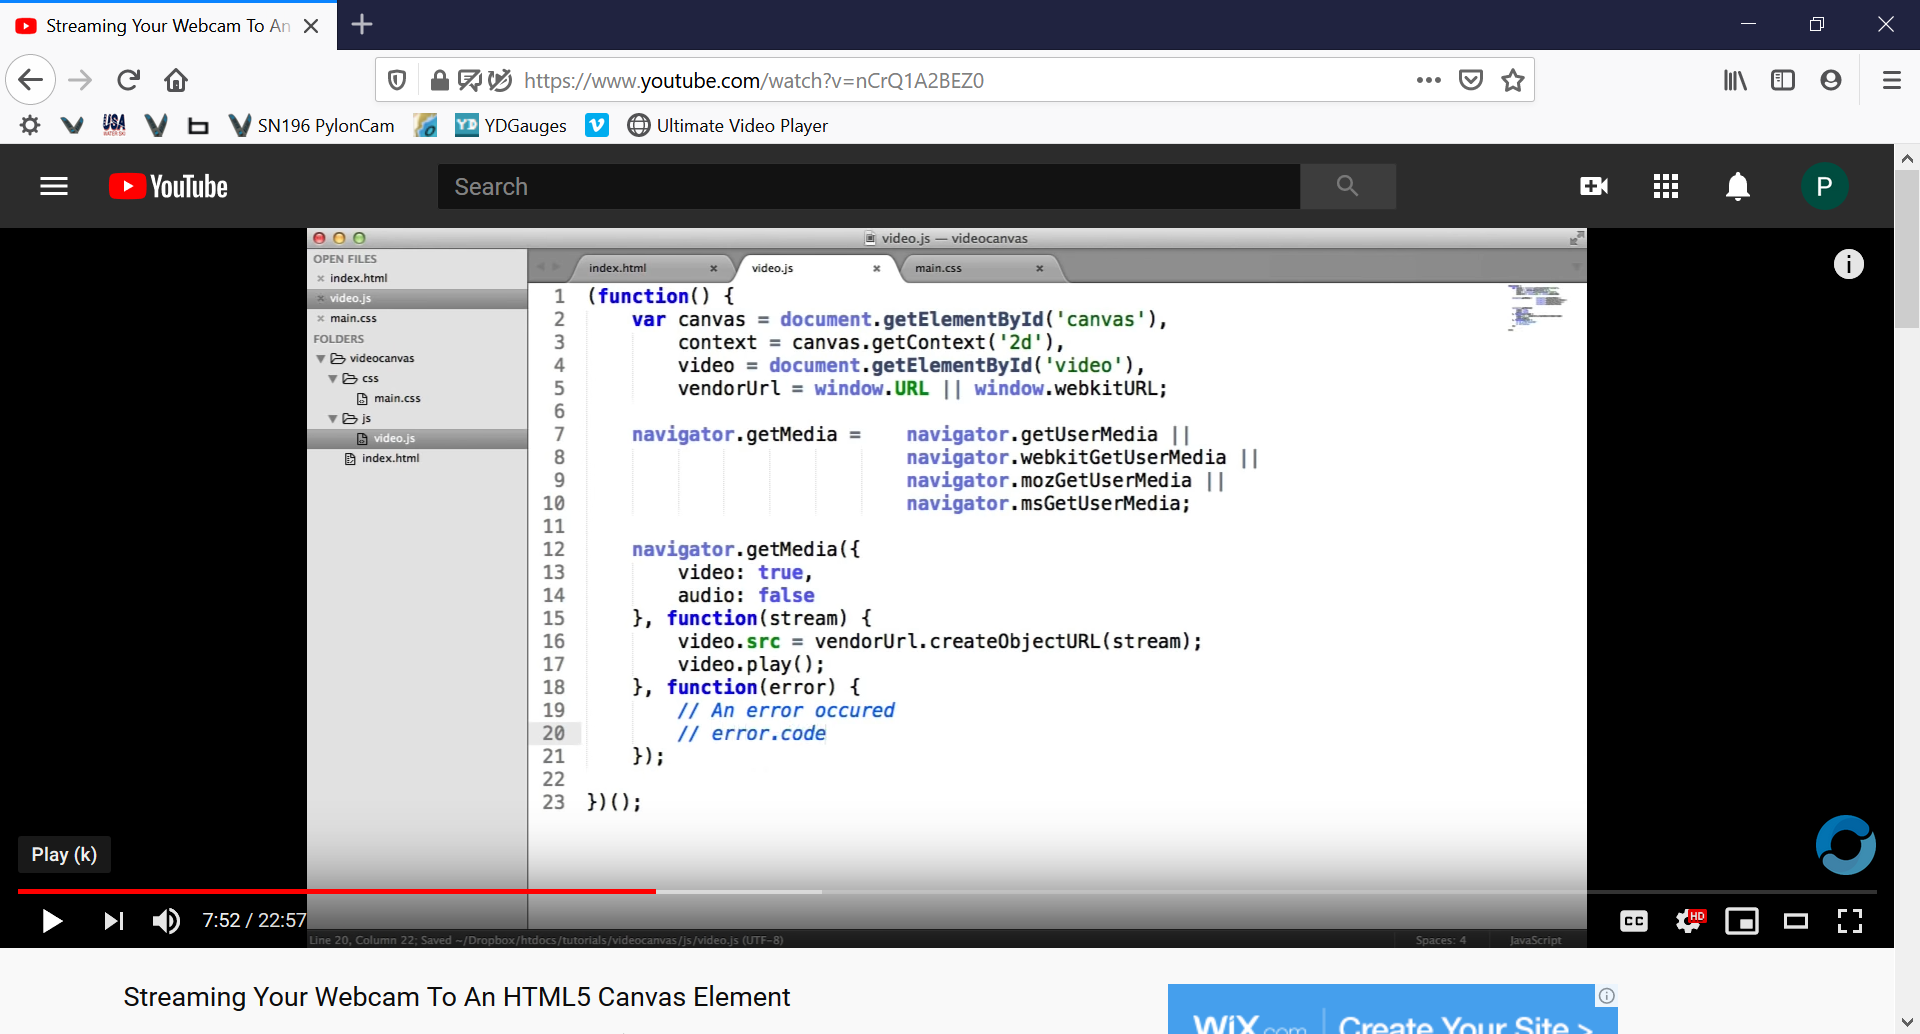 Streaming Your Webcam To An
https://www.youtube.com/watch?v=nCrQ1A2BEZ0
USA
WATER SKI
SN196 PylonCam
YD YDGauges
Ultimate Video Player
YouTube
Search
P
video.js — videocanvas
OPEN FILES
index.html
video.js
main.css
FOLDERS
videocanvas
css
main.css
js
video.js
index.html
index.html
video.js
main.css
1 (function() {
2 var canvas = document.getElementById('canvas'),
3 context = canvas.getContext('2d'),
4 video = document.getElementById('video'),
5 vendorUrl = window.URL || window.webkitURL;
6
7 navigator.getMedia = navigator.getUserMedia ||
8 navigator.webkitGetUserMedia ||
9 navigator.mozGetUserMedia ||
10 navigator.msGetUserMedia;
11
12 navigator.getMedia({
13 video: true,
14 audio: false
15 }, function(stream) {
16 video.src = vendorUrl.createObjectURL(stream);
17 video.play();
18 }, function(error) {
19 // An error occured
20 // error.code
21 });
22
23 })();
Play (k)
7:52 / 22:57
CC
HD
Line 20, Column 22; Saved ~/Dropbox/htdocs/tutorials/videocanvas/js/video.js (UTF-8)
Spaces: 4
JavaScript
Streaming Your Webcam To An HTML5 Canvas Element
WiX.com
Create Your Site >